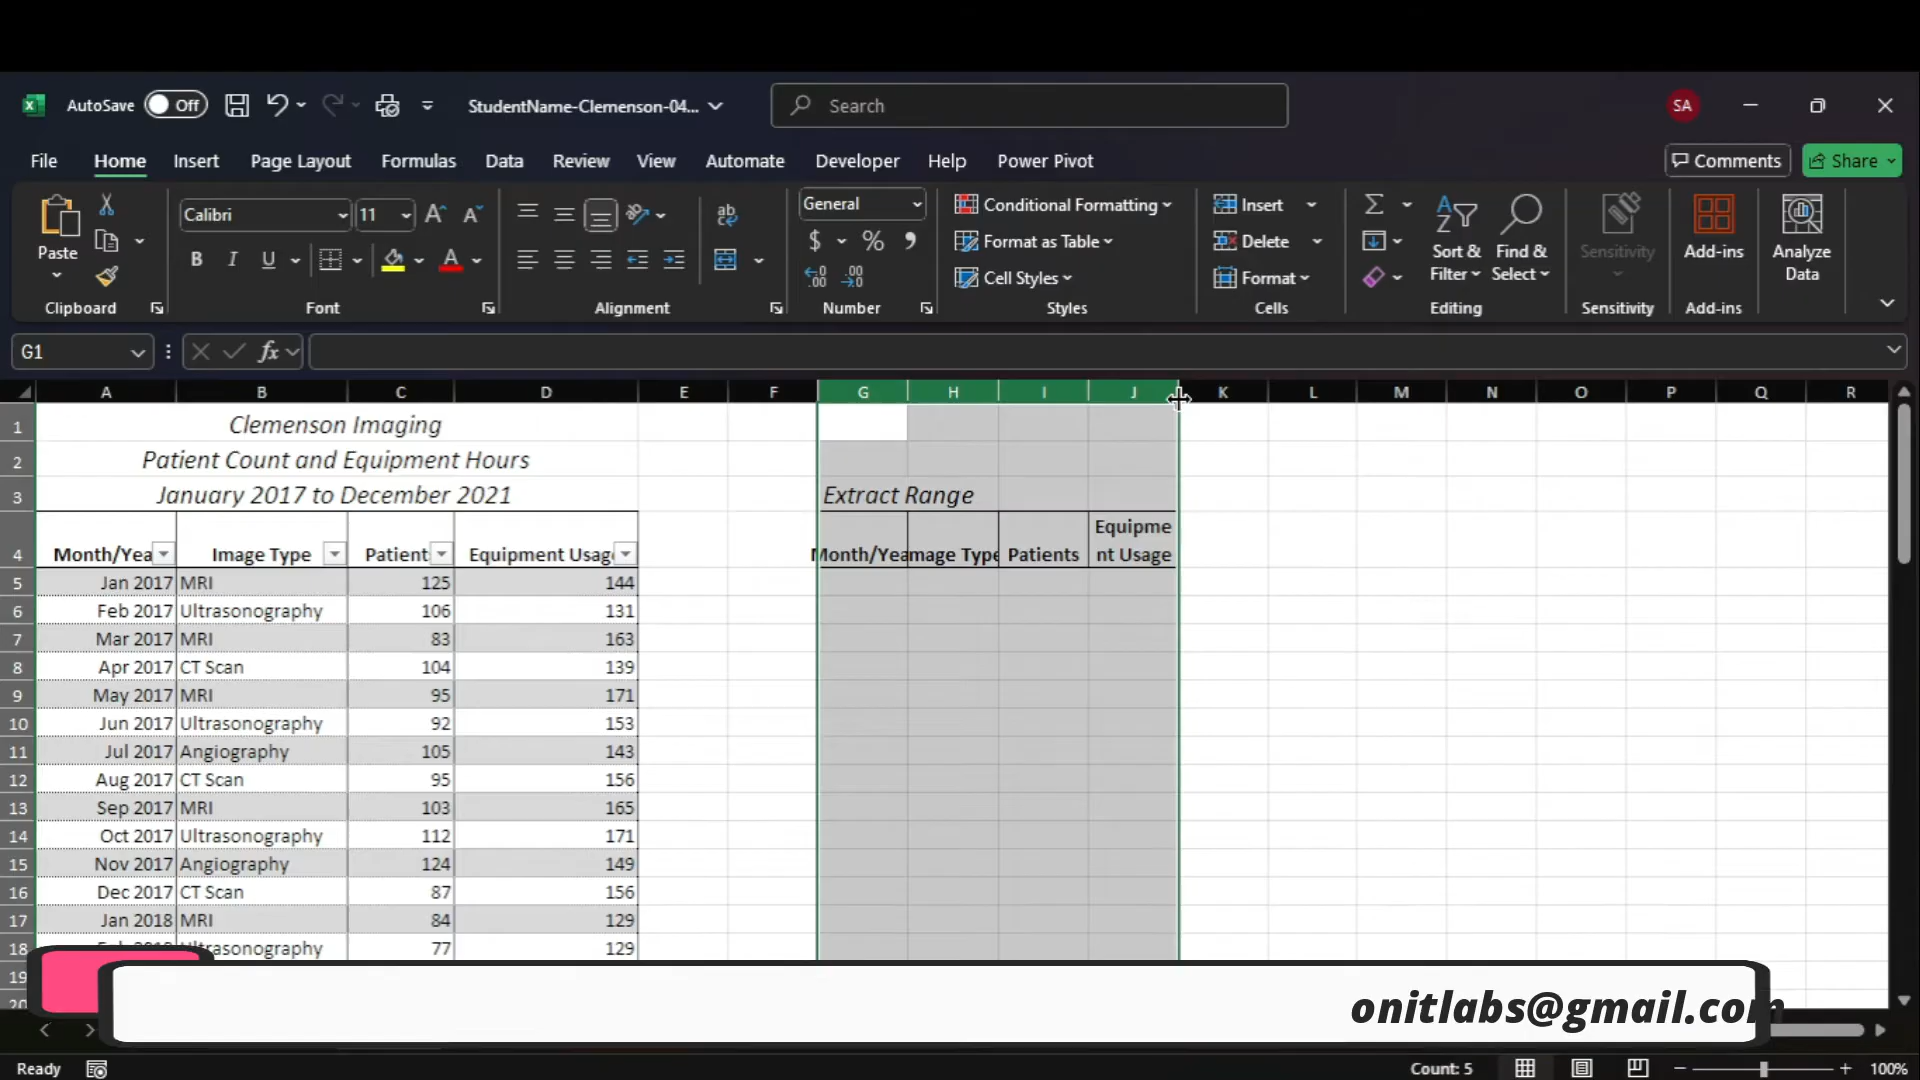 AutoSave Off StudentName-Clemenson-04... Search SA
File Home Insert Page Layout Formulas Data Review View Automate Developer Help Power Pivot Comments Share
Paste Calibri 11 General Conditional Formatting Insert Sort & Find & Sensitivity Add-ins Analyze
B I U $ % Format as Table Delete Filter Select Data
Cell Styles Format
Clipboard Font Alignment Number Styles Cells Editing Sensitivity Add-ins
G1 fx
A B C D E F G H I J K L M N O P Q R
1 Clemenson Imaging
2 Patient Count and Equipment Hours
3 January 2017 to December 2021 Extract Range
Equipme
4 Month/Yea Image Type Patient Equipment Usag Month/Yea mage Type Patients nt Usage
5 Jan 2017 MRI 125 144
6 Feb 2017 Ultrasonography 106 131
7 Mar 2017 MRI 83 163
8 Apr 2017 CT Scan 104 139
9 May 2017 MRI 95 171
10 Jun 2017 Ultrasonography 92 153
11 Jul 2017 Angiography 105 143
12 Aug 2017 CT Scan 95 156
13 Sep 2017 MRI 103 165
14 Oct 2017 Ultrasonography 112 171
15 Nov 2017 Angiography 124 149
16 Dec 2017 CT Scan 87 156
17 Jan 2018 MRI 84 129
18 Ultrasonography 77 129
19
20
onitlabs@gmail.com
Ready Count: 5 100%